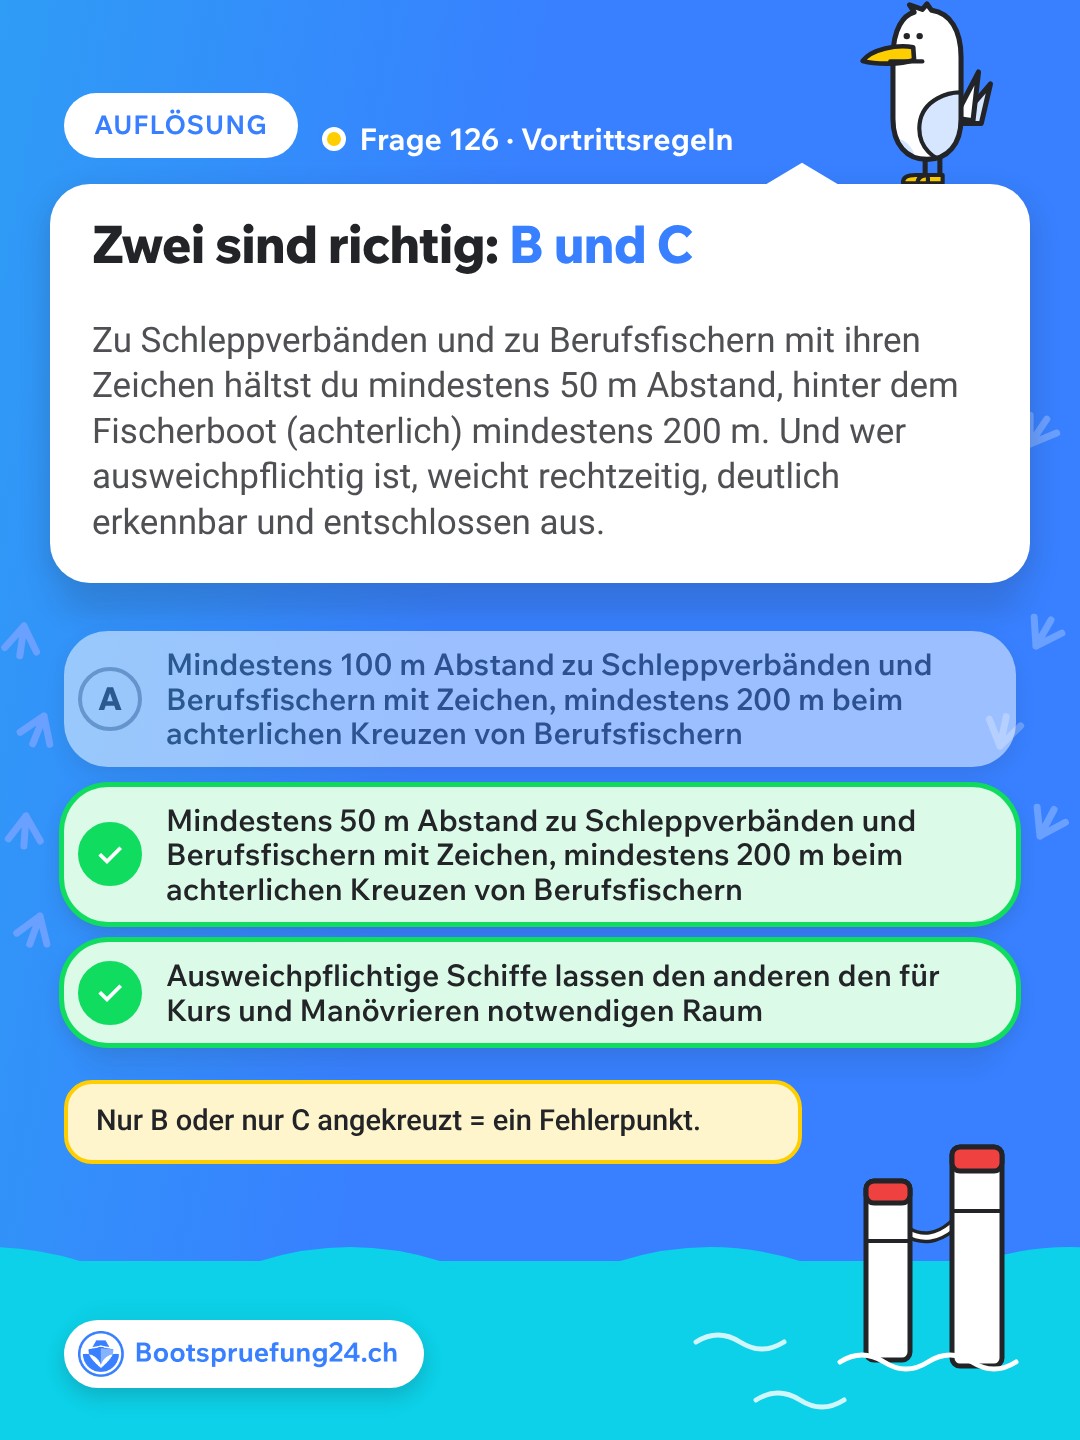 AUFLÖSUNG
Frage 126 · Vortrittsregeln
Zwei sind richtig: B und C
Zu Schleppverbänden und zu Berufsfischern mit ihren
Zeichen hältst du mindestens 50 m Abstand, hinter dem
Fischerboot (achterlich) mindestens 200 m. Und wer
ausweichpflichtig ist, weicht rechtzeitig, deutlich
erkennbar und entschlossen aus.
A
Mindestens 100 m Abstand zu Schleppverbänden und
Berufsfischern mit Zeichen, mindestens 200 m beim
achterlichen Kreuzen von Berufsfischern
Mindestens 50 m Abstand zu Schleppverbänden und
Berufsfischern mit Zeichen, mindestens 200 m beim
achterlichen Kreuzen von Berufsfischern
Ausweichpflichtige Schiffe lassen den anderen den für
Kurs und Manövrieren notwendigen Raum
Nur B oder nur C angekreuzt = ein Fehlerpunkt.
Bootspruefung24.ch